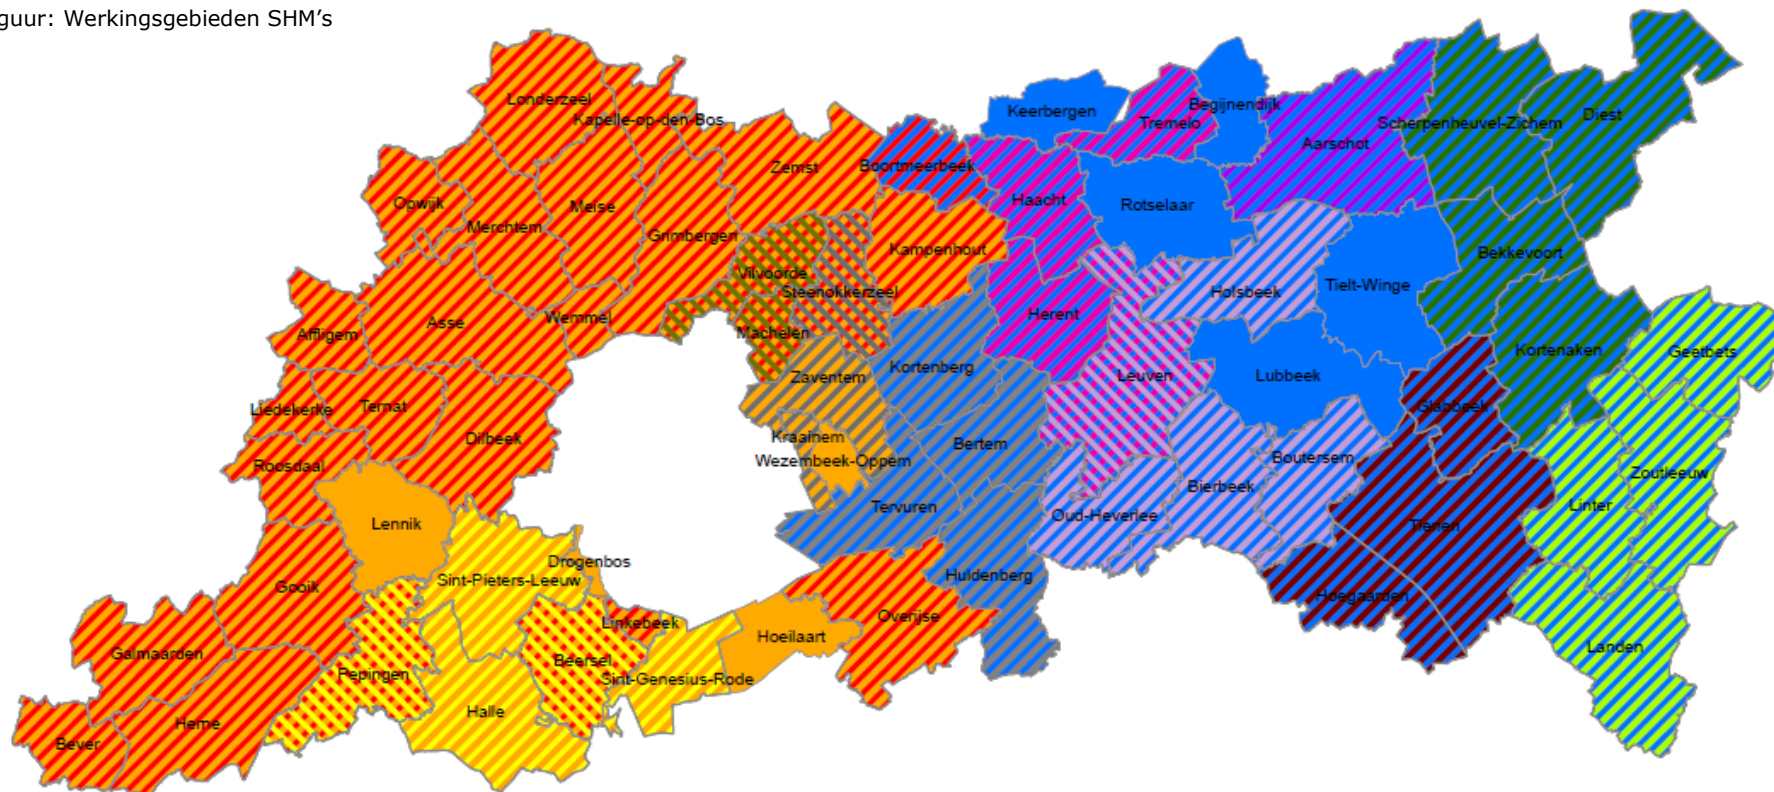 guur: Werkingsgebieden SHM's
Londerzeel
Kapelle-op-den-Bos
Keerbergen
Begijnendijk
Tremelo
Scherpenheuvel-Zichem
Diest
Aarschot
Zemst
Boortmeerbeek
Haacht
Rotselaar
Opwijk
Merchtem
Meise
Grimbergen
Kampenhout
Bekkevoort
Vilvoorde
Steenokkerzeel
Holsbeek
Tielt-Winge
Herent
Affligem
Asse
Wemmel
Machelen
Kortenberg
Zaventem
Leuven
Lubbeek
Kortenaken
Geetbets
Liedekerke
Ternat
Dilbeek
Glabbeek
Kraainem
Wezembeek-Oppem
Bertem
Boutersem
Roosdaal
Bierbeek
Zoutleeuw
Linter
Tervuren
Oud-Heverlee
Tienen
Lennik
Drogenbos
Sint-Pieters-Leeuw
Huldenberg
Gooik
Hoegaarden
Overijse
Linkebeek
Hoeilaart
Galmaarden
Pepingen
Beersel
Sint-Genesius-Rode
Landen
Halle
Herne
Bever